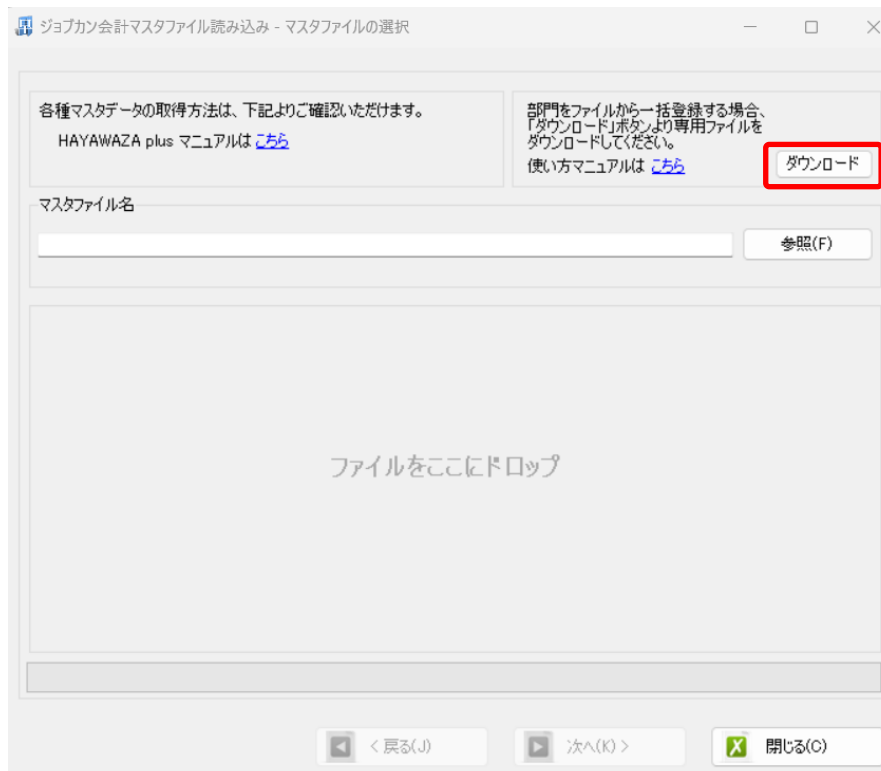 ジョブカン会計マスタファイル読み込み - マスタファイルの選択
各種マスタデータの取得方法は、下記よりご確認いただけます。
HAYAWAZA plus マニュアルは こちら
部門をファイルから一括登録する場合、
「ダウンロード」ボタンより専用ファイルを
ダウンロードしてください。
使い方マニュアルは こちら
ダウンロード
マスタファイル名
参照(F)
ファイルをここにドロップ
< 戻る(J)
次へ(K) >
閉じる(C)